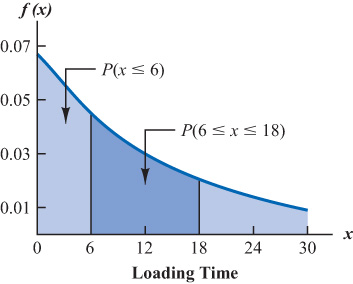 f (x)
0.07
P(x ≤ 6)
0.05
P(6 ≤ x ≤ 18)
0.03
0.01
x
0 6 12 18 24 30
Loading Time